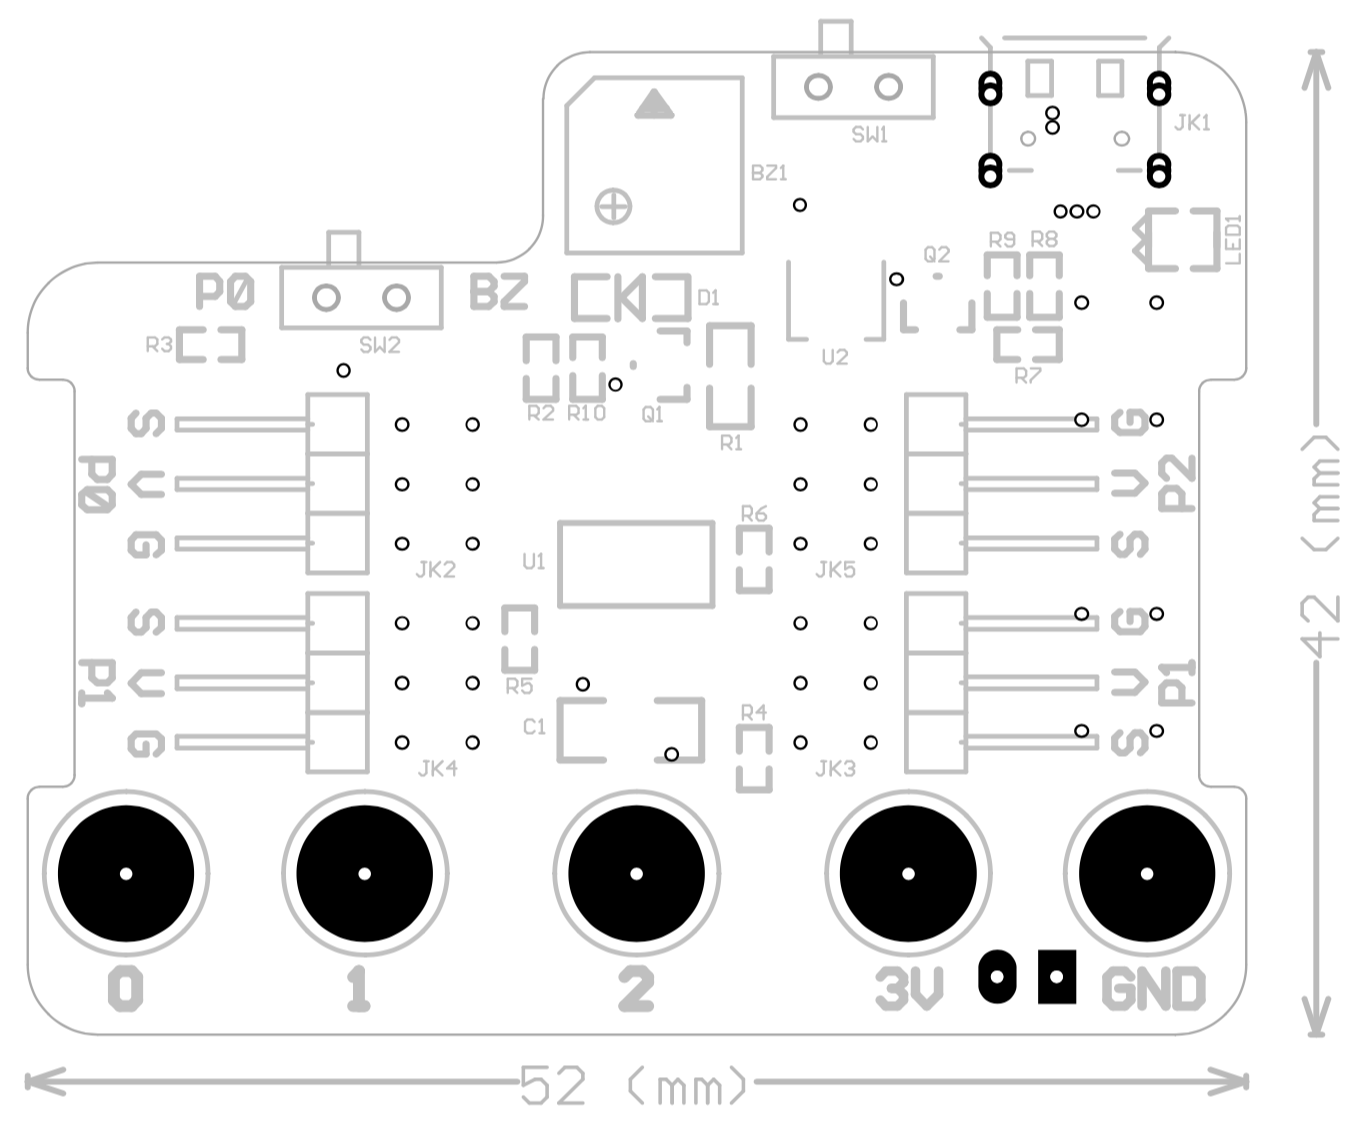 JK1
SW1
BZ1
LED1
Q2
R9
R8
P0
BZ
D1
R3
SW2
U2
R7
R2
R10
Q1
R1
S
V
G
P0
G
V
S
P2
R6
U1
JK2
JK5
S
V
G
P1
G
V
S
P1
R5
R4
C1
JK4
JK3
0
1
2
3V
GND
52 (mm)
42 (mm)